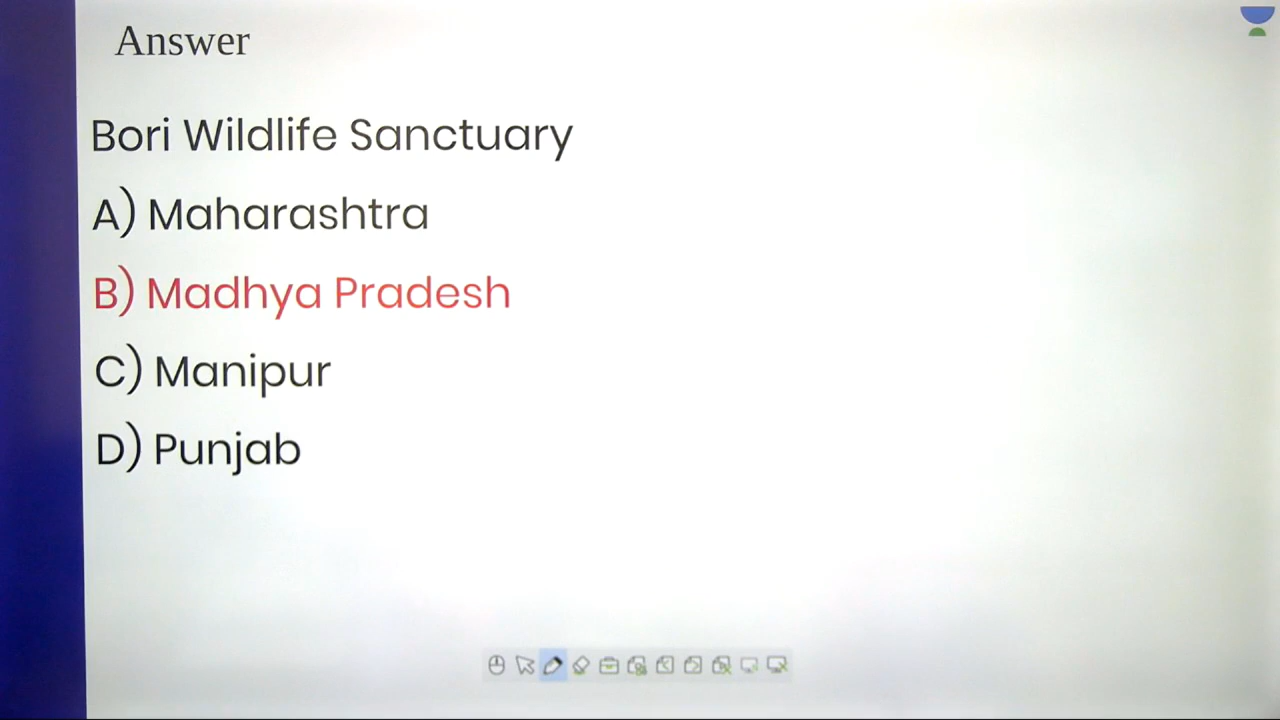 Answer
Bori Wildlife Sanctuary
A) Maharashtra
B) Madhya Pradesh
C) Manipur
D) Punjab